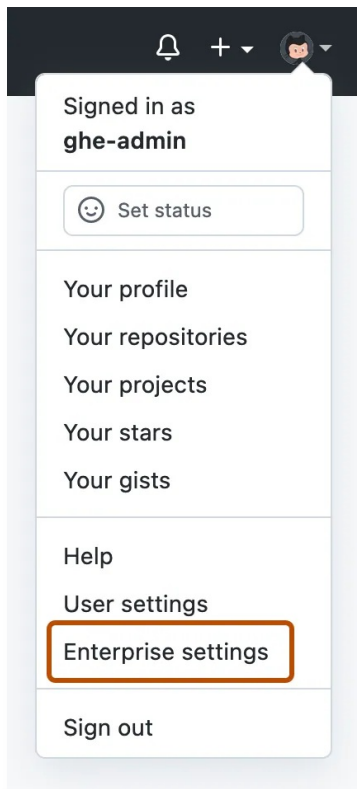 Signed in as
ghe-admin
Set status
Your profile
Your repositories
Your projects
Your stars
Your gists
Help
User settings
Enterprise settings
Sign out